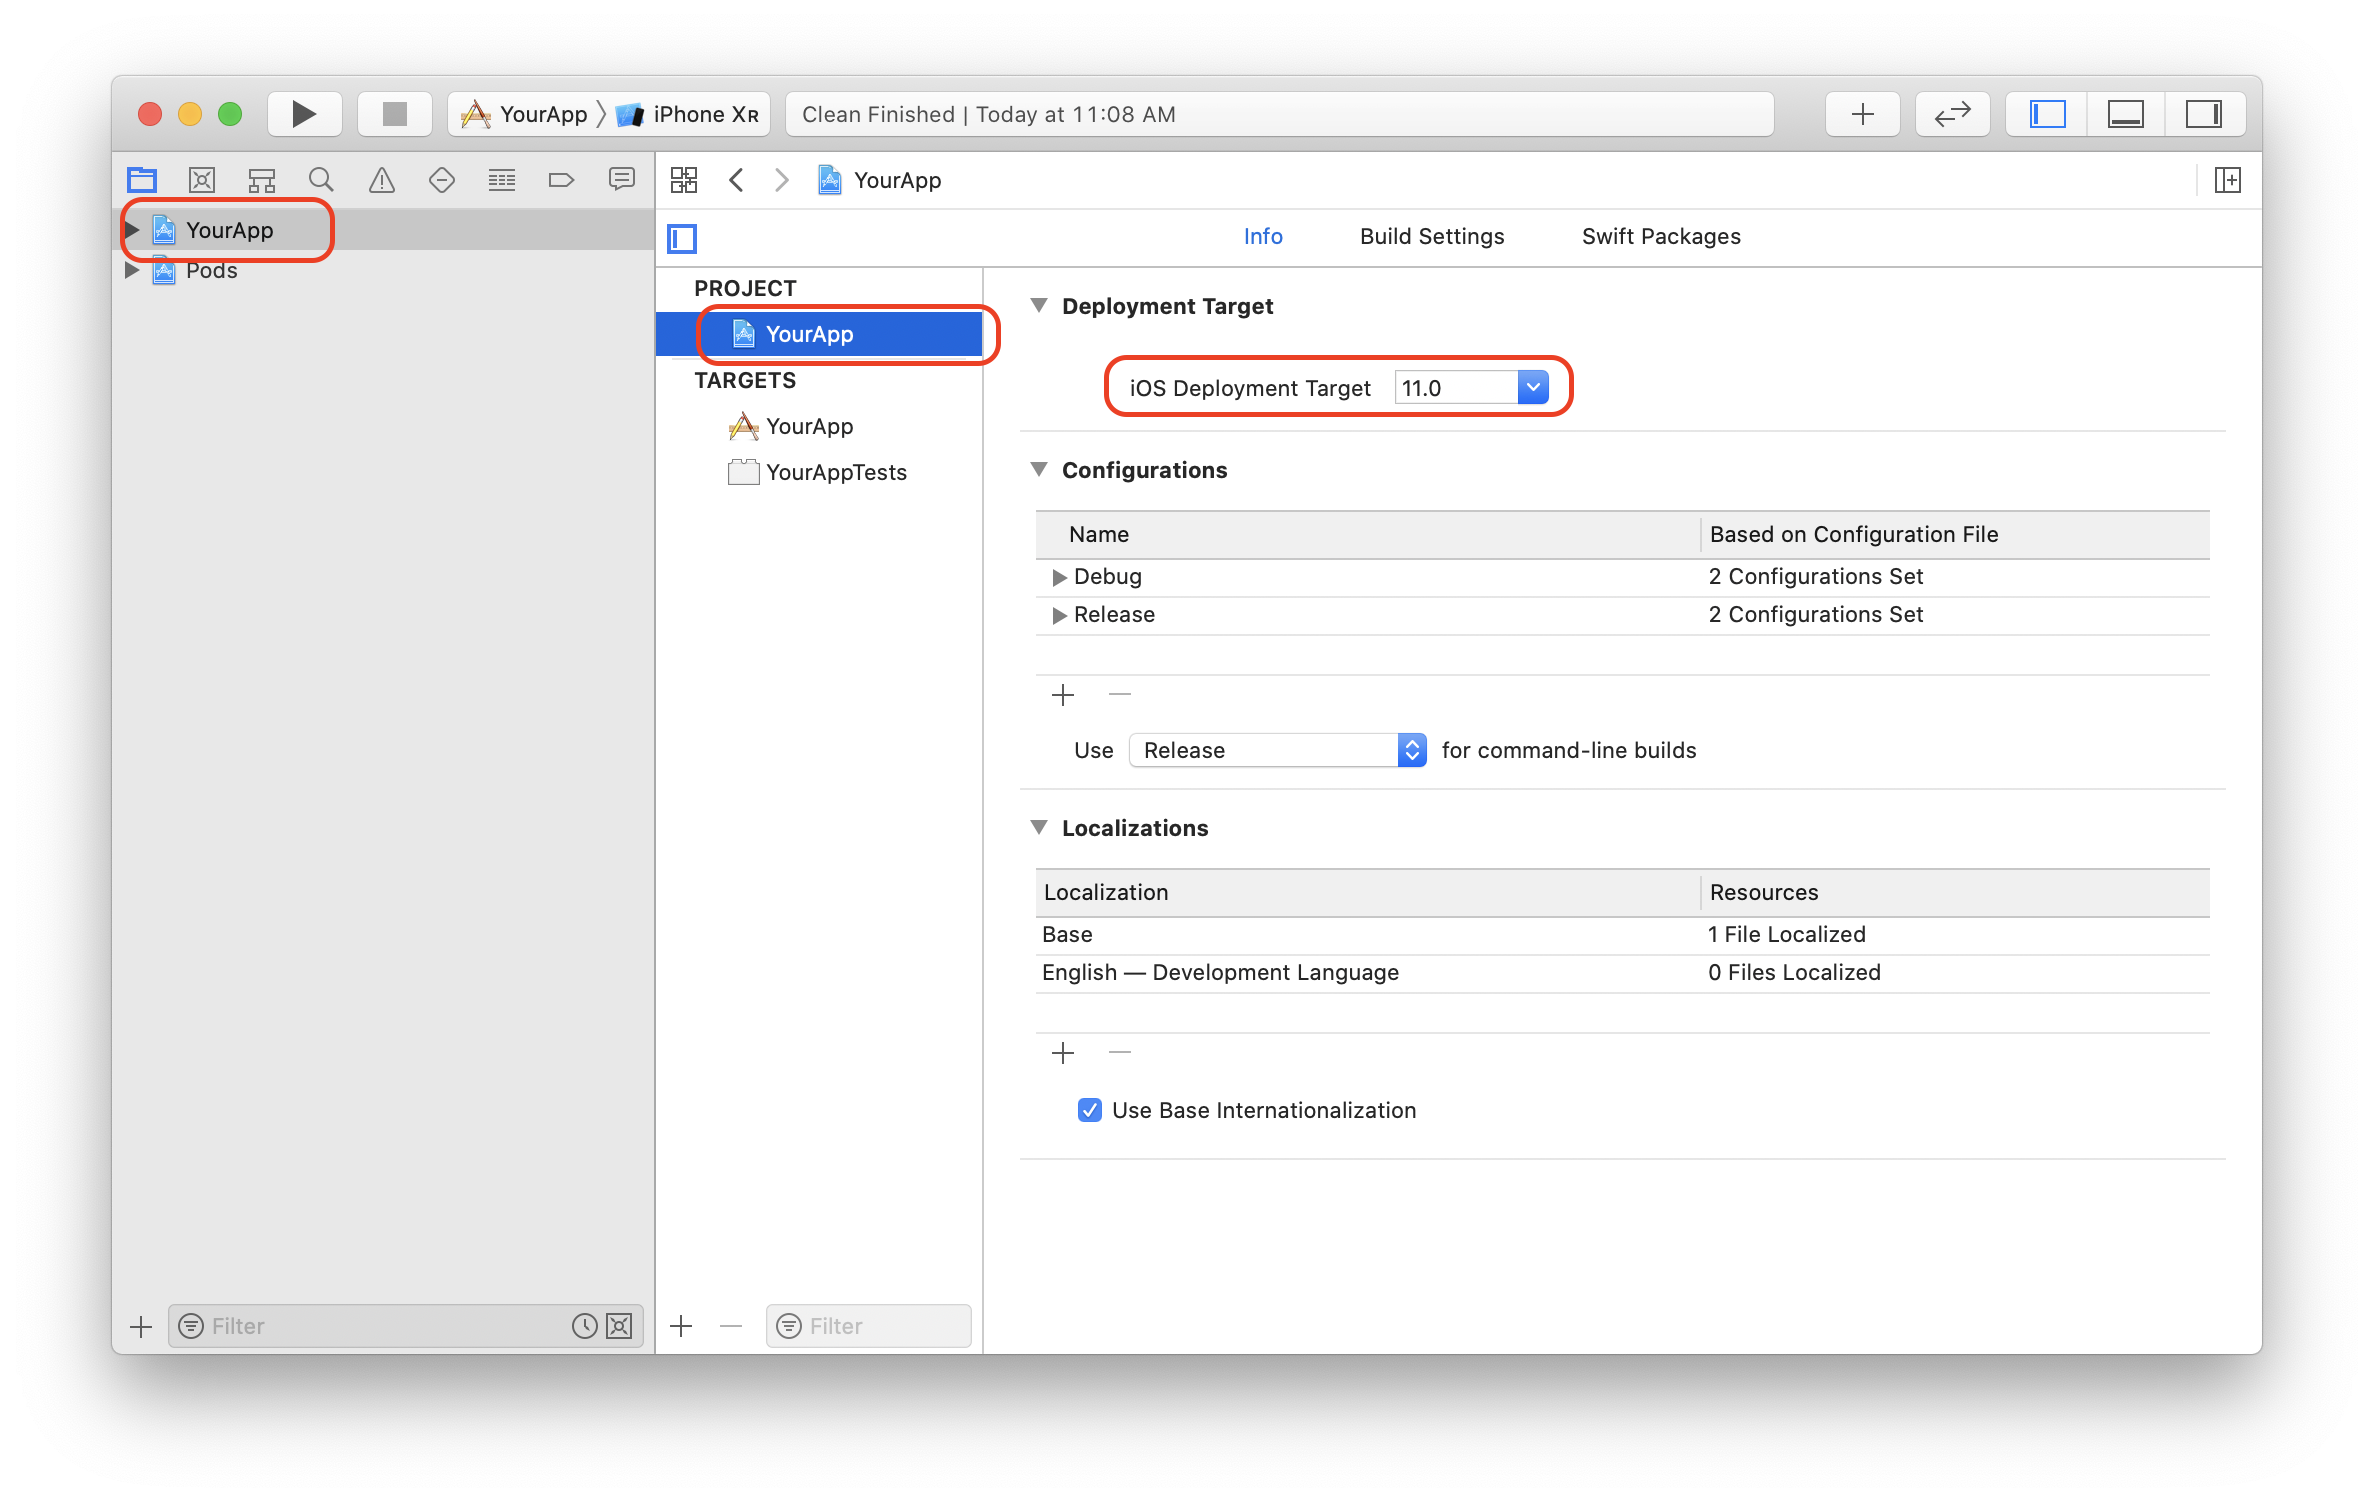 YourApp 〉 iPhone Xʀ
Clean Finished | Today at 11:08 AM
YourApp
Pods
Filter
YourApp
Info
Build Settings
Swift Packages
PROJECT
YourApp
TARGETS
YourApp
YourAppTests
Filter
Deployment Target
iOS Deployment Target 11.0
Configurations
Name Based on Configuration File
Debug 2 Configurations Set
Release 2 Configurations Set
Use Release for command-line builds
Localizations
Localization Resources
Base 1 File Localized
English — Development Language 0 Files Localized
Use Base Internationalization